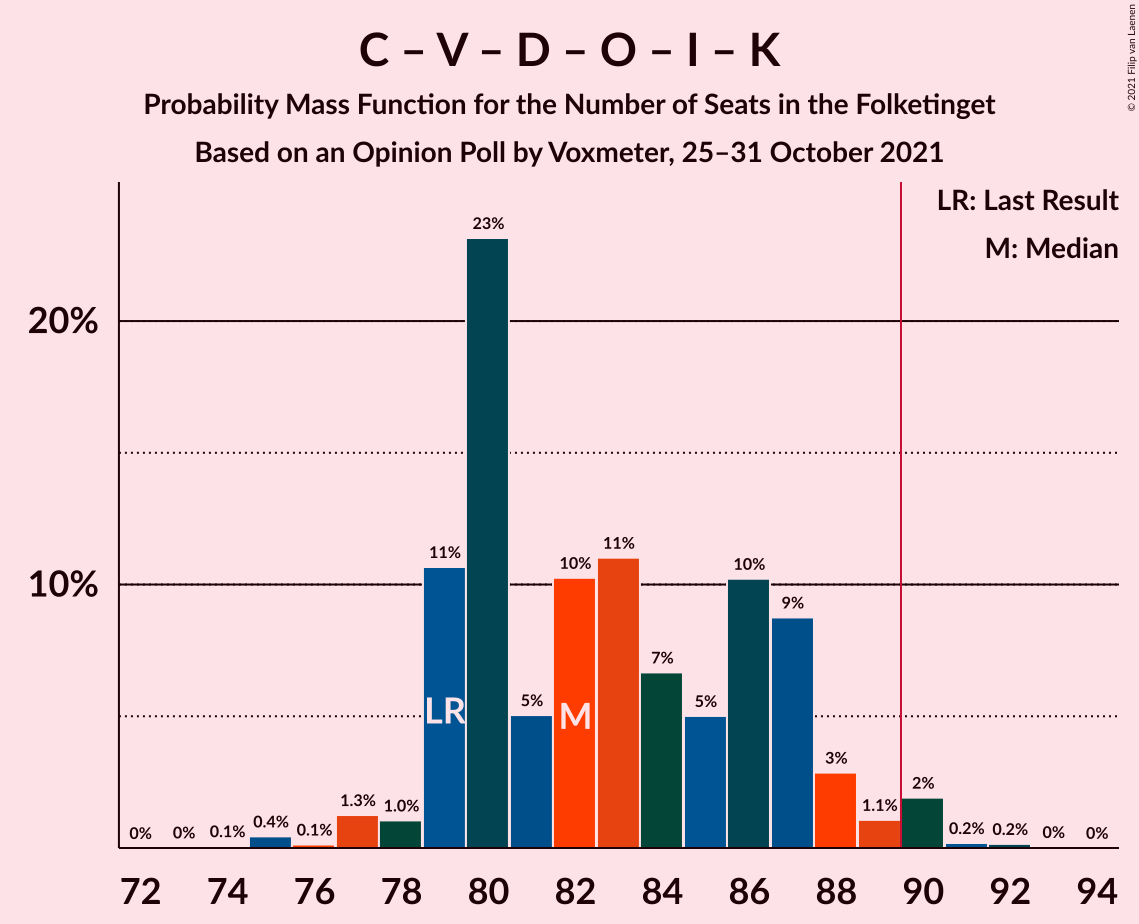 C – V – D – O – I – K
Probability Mass Function for the Number of Seats in the Folketinget
Based on an Opinion Poll by Voxmeter, 25–31 October 2021
© 2021 Filip van Laenen
LR: Last Result
M: Median
20%
10%
0% 0% 0.1% 0.4% 0.1% 1.3% 1.0% 11% 23% 5% 10% 11% 7% 5% 10% 9% 3% 1.1% 2% 0.2% 0.2% 0% 0%
LR M
72 74 76 78 80 82 84 86 88 90 92 94